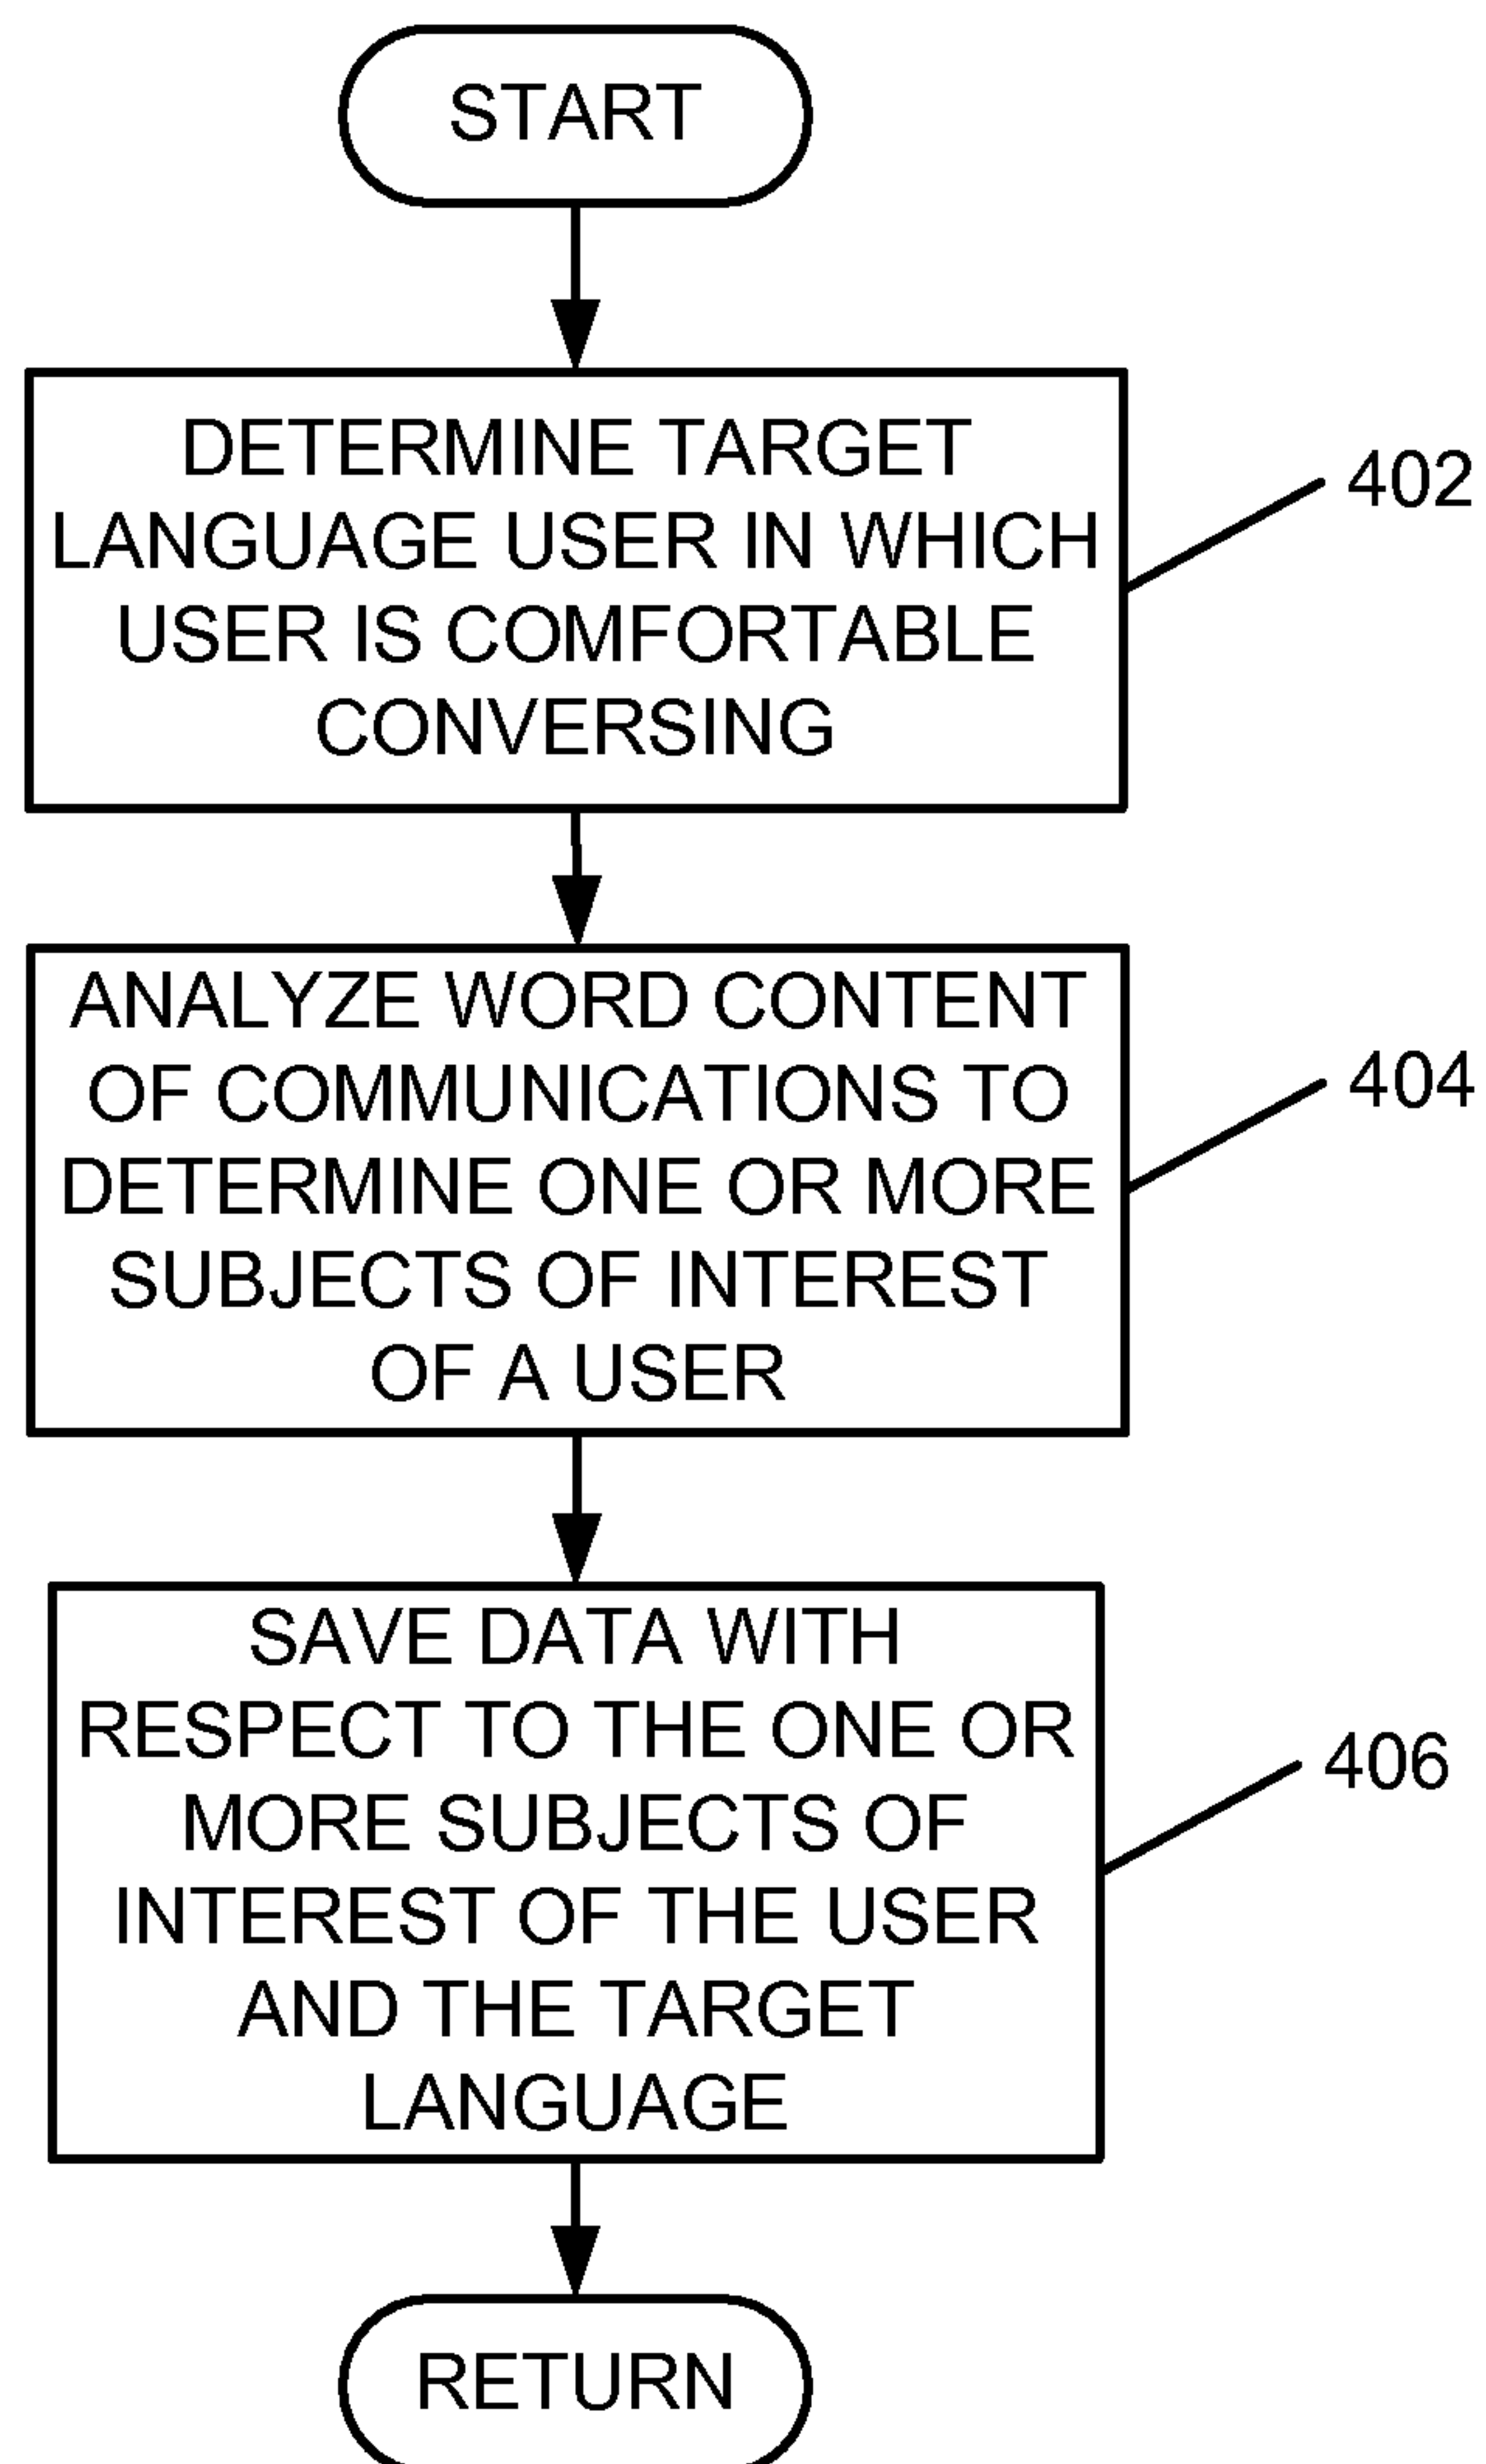 START
DETERMINE TARGET
LANGUAGE USER IN WHICH
USER IS COMFORTABLE
CONVERSING
402
ANALYZE WORD CONTENT
OF COMMUNICATIONS TO
DETERMINE ONE OR MORE
SUBJECTS OF INTEREST
OF A USER
404
SAVE DATA WITH
RESPECT TO THE ONE OR
MORE SUBJECTS OF
INTEREST OF THE USER
AND THE TARGET
LANGUAGE
406
RETURN